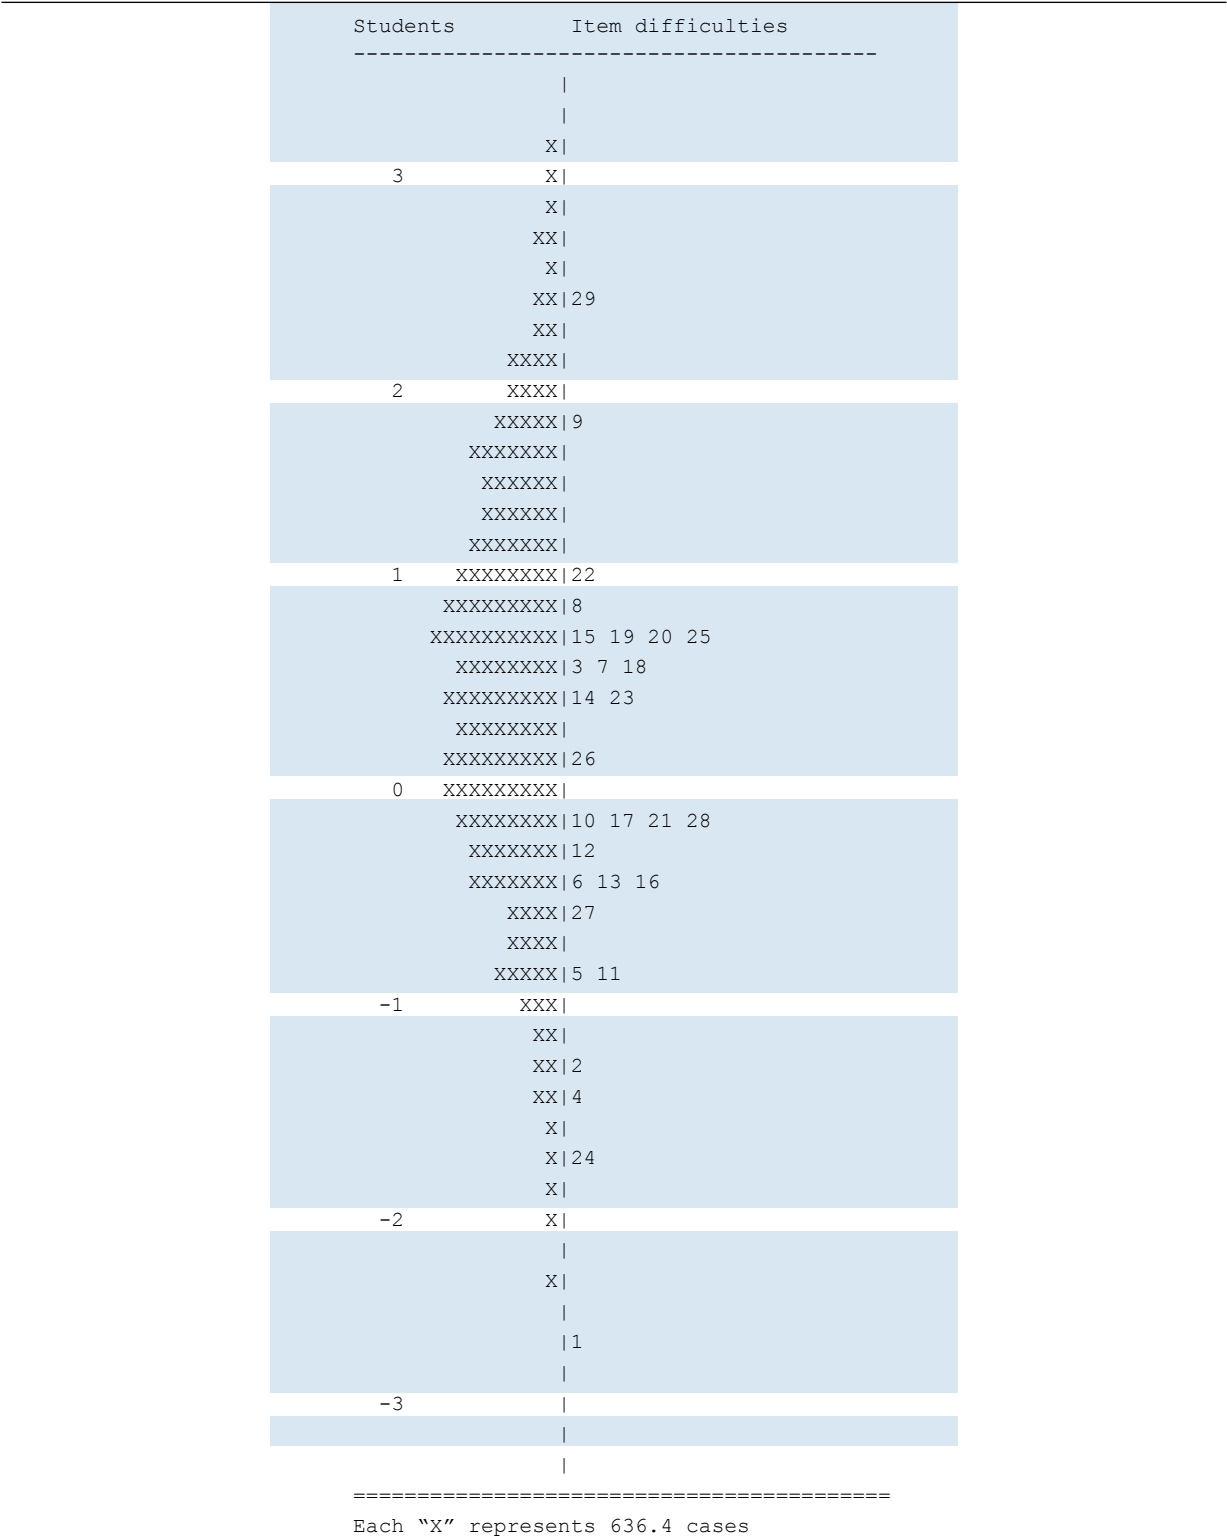 Students Item difficulties
-----------------------------------------
|
|
X|
3 X|
X|
XX|
X|
XX|29
XX|
XXXX|
2 XXXX|
XXXXX|9
XXXXXXX|
XXXXXX|
XXXXXX|
XXXXXXX|
1 XXXXXXXX|22
XXXXXXXXX|8
XXXXXXXXXX|15 19 20 25
XXXXXXXX|3 7 18
XXXXXXXXX|14 23
XXXXXXXX|
XXXXXXXXX|26
0 XXXXXXXXX|
XXXXXXXX|10 17 21 28
XXXXXXX|12
XXXXXXX|6 13 16
XXXX|27
XXXX|
XXXXX|5 11
-1 XXX|
XX|
XX|2
XX|4
X|
X|24
X|
-2 X|
|
X|
|
|1
|
-3 |
|
|
==========================================
Each “X” represents 636.4 cases